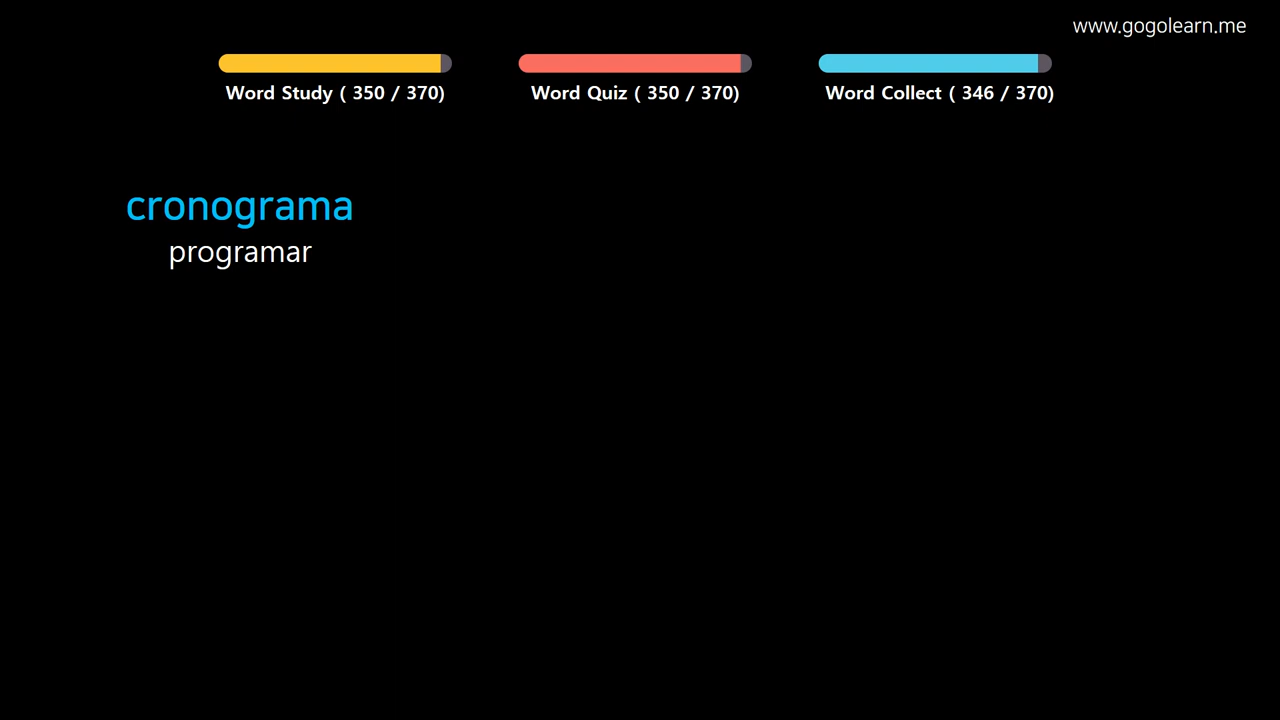 www.gogolearn.me
Word Study ( 350 / 370)
Word Quiz ( 350 / 370)
Word Collect ( 346 / 370)
cronograma
programar